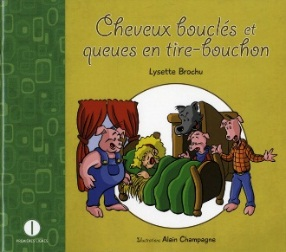 Cheveux bouclés et
queues en tire-bouchon
Lysette Brochu
Illustrations Alain Champagne